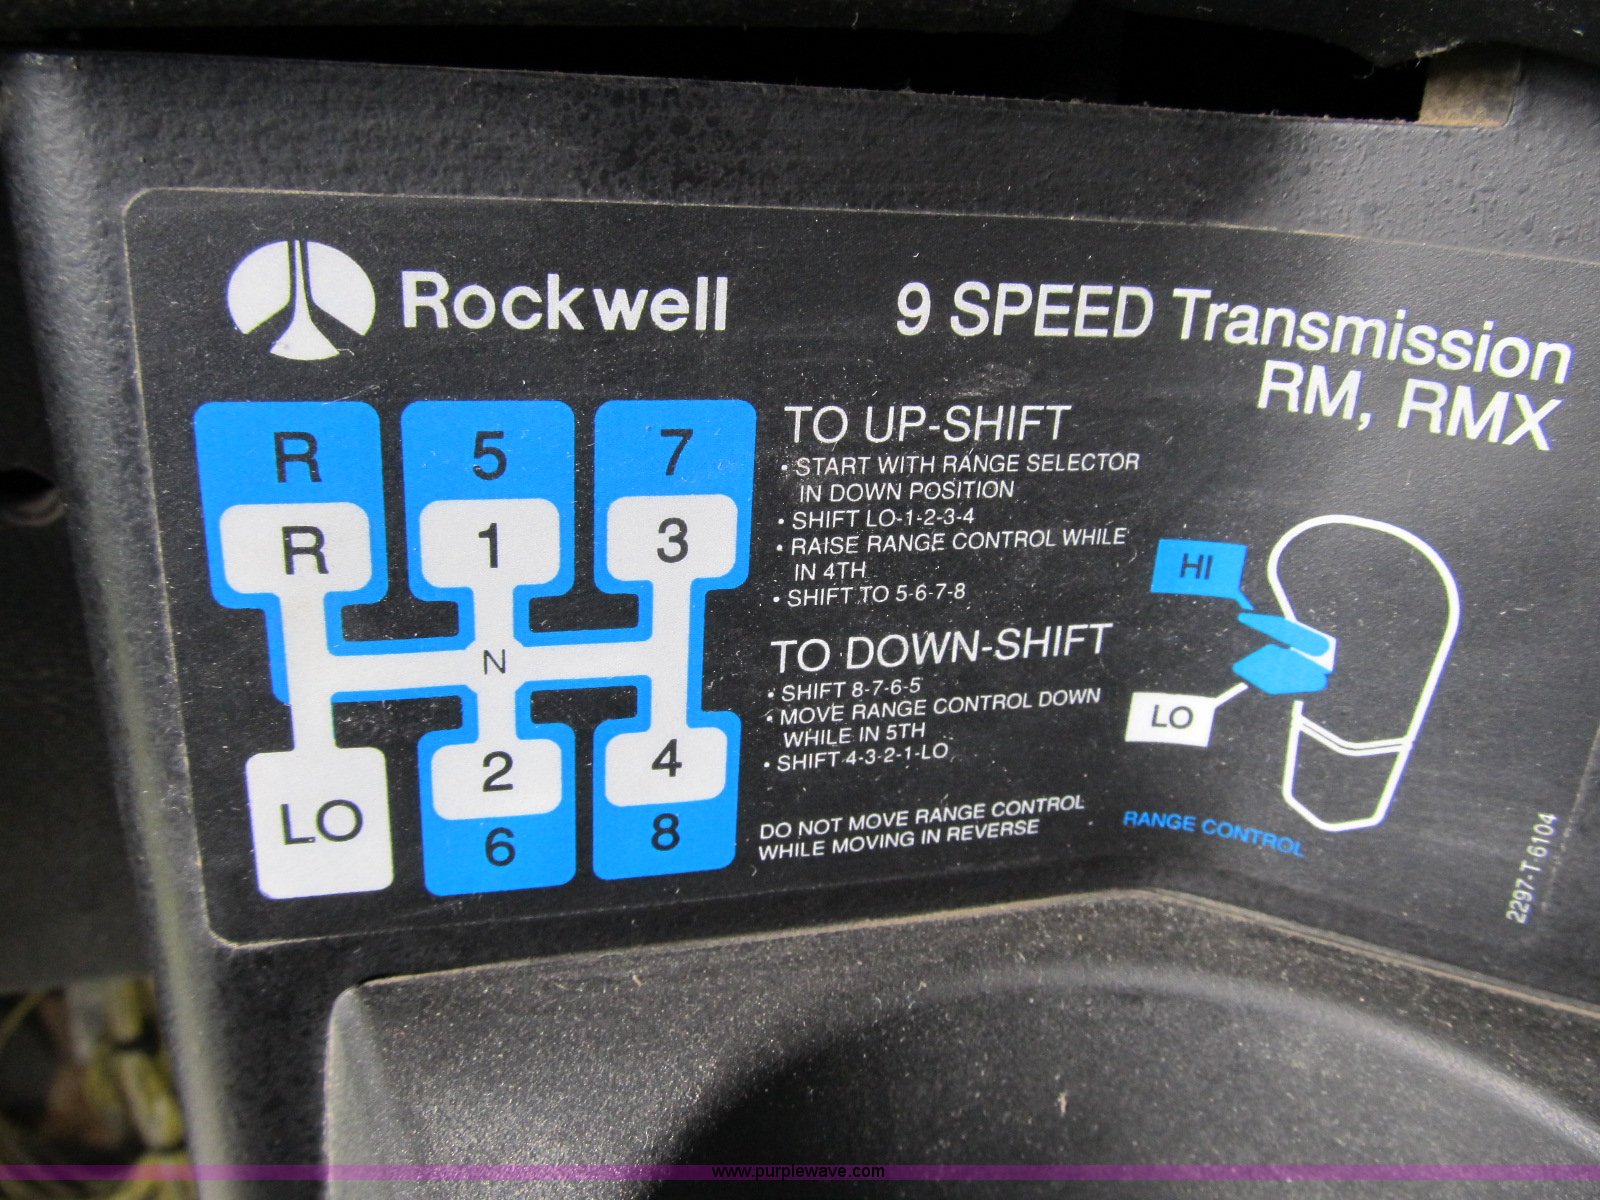 Rockwell
9 SPEED Transmission
RM, RMX
R 5 7
R 1 3
N
LO 2 4
6 8
TO UP-SHIFT
• START WITH RANGE SELECTOR
IN DOWN POSITION
• SHIFT LO-1-2-3-4
• RAISE RANGE CONTROL WHILE
IN 4TH
• SHIFT TO 5-6-7-8
TO DOWN-SHIFT
• SHIFT 8-7-6-5
• MOVE RANGE CONTROL DOWN
WHILE IN 5TH
• SHIFT 4-3-2-1-LO
DO NOT MOVE RANGE CONTROL
WHILE MOVING IN REVERSE
HI
LO
RANGE CONTROL
2297-T-6104
www.purplewave.com